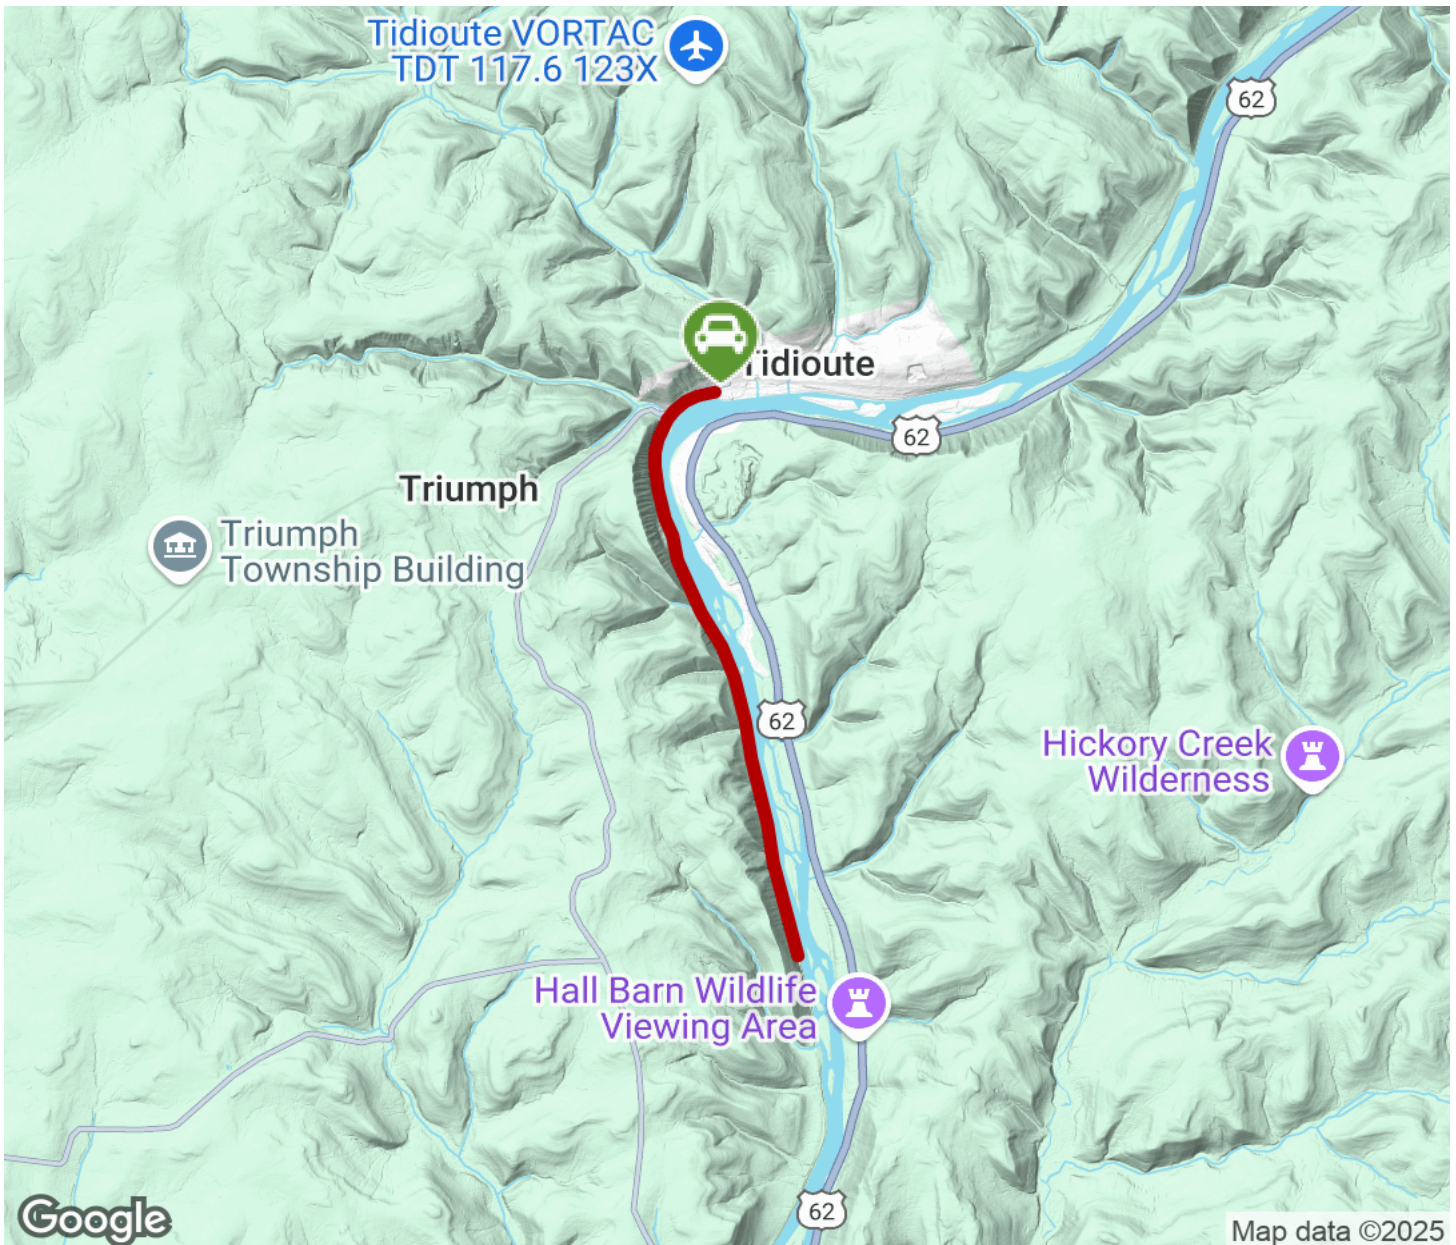 Tidioute VORTAC
TDT 117.6 123X
62
Tidioute
62
Triumph
Triumph
Township Building
62
Hickory Creek
Wilderness
Hall Barn Wildlife
Viewing Area
62
Google
Map data ©2025